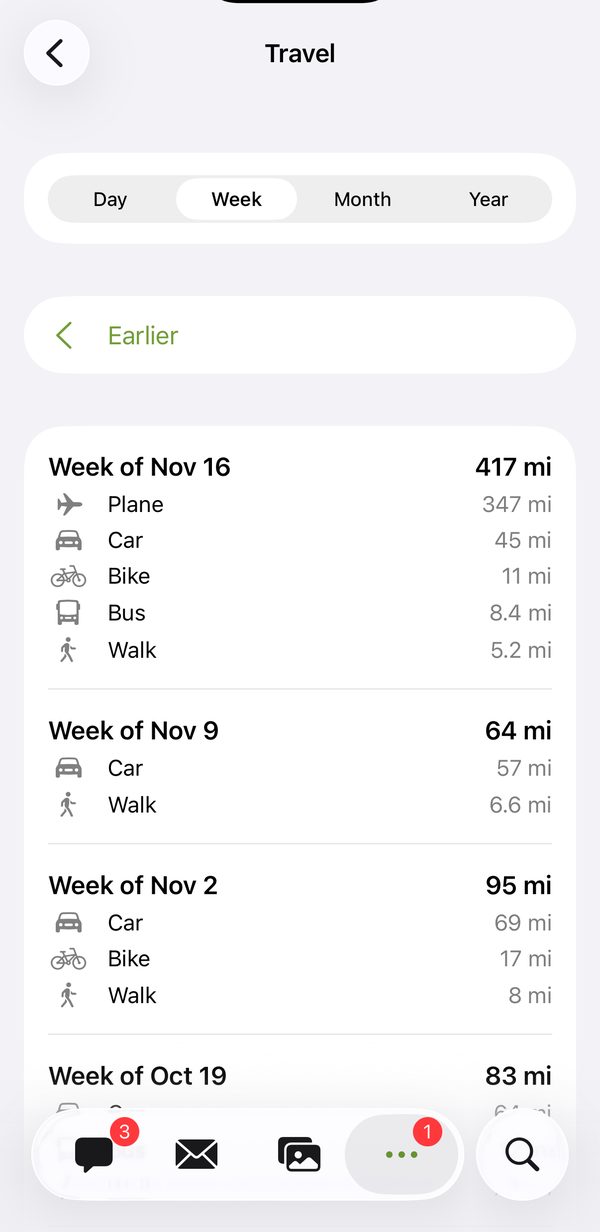 Travel
Day Week Month Year
Earlier
Week of Nov 16 417 mi
Plane 347 mi
Car 45 mi
Bike 11 mi
Bus 8.4 mi
Walk 5.2 mi
Week of Nov 9 64 mi
Car 57 mi
Walk 6.6 mi
Week of Nov 2 95 mi
Car 69 mi
Bike 17 mi
Walk 8 mi
Week of Oct 19 83 mi
3 1